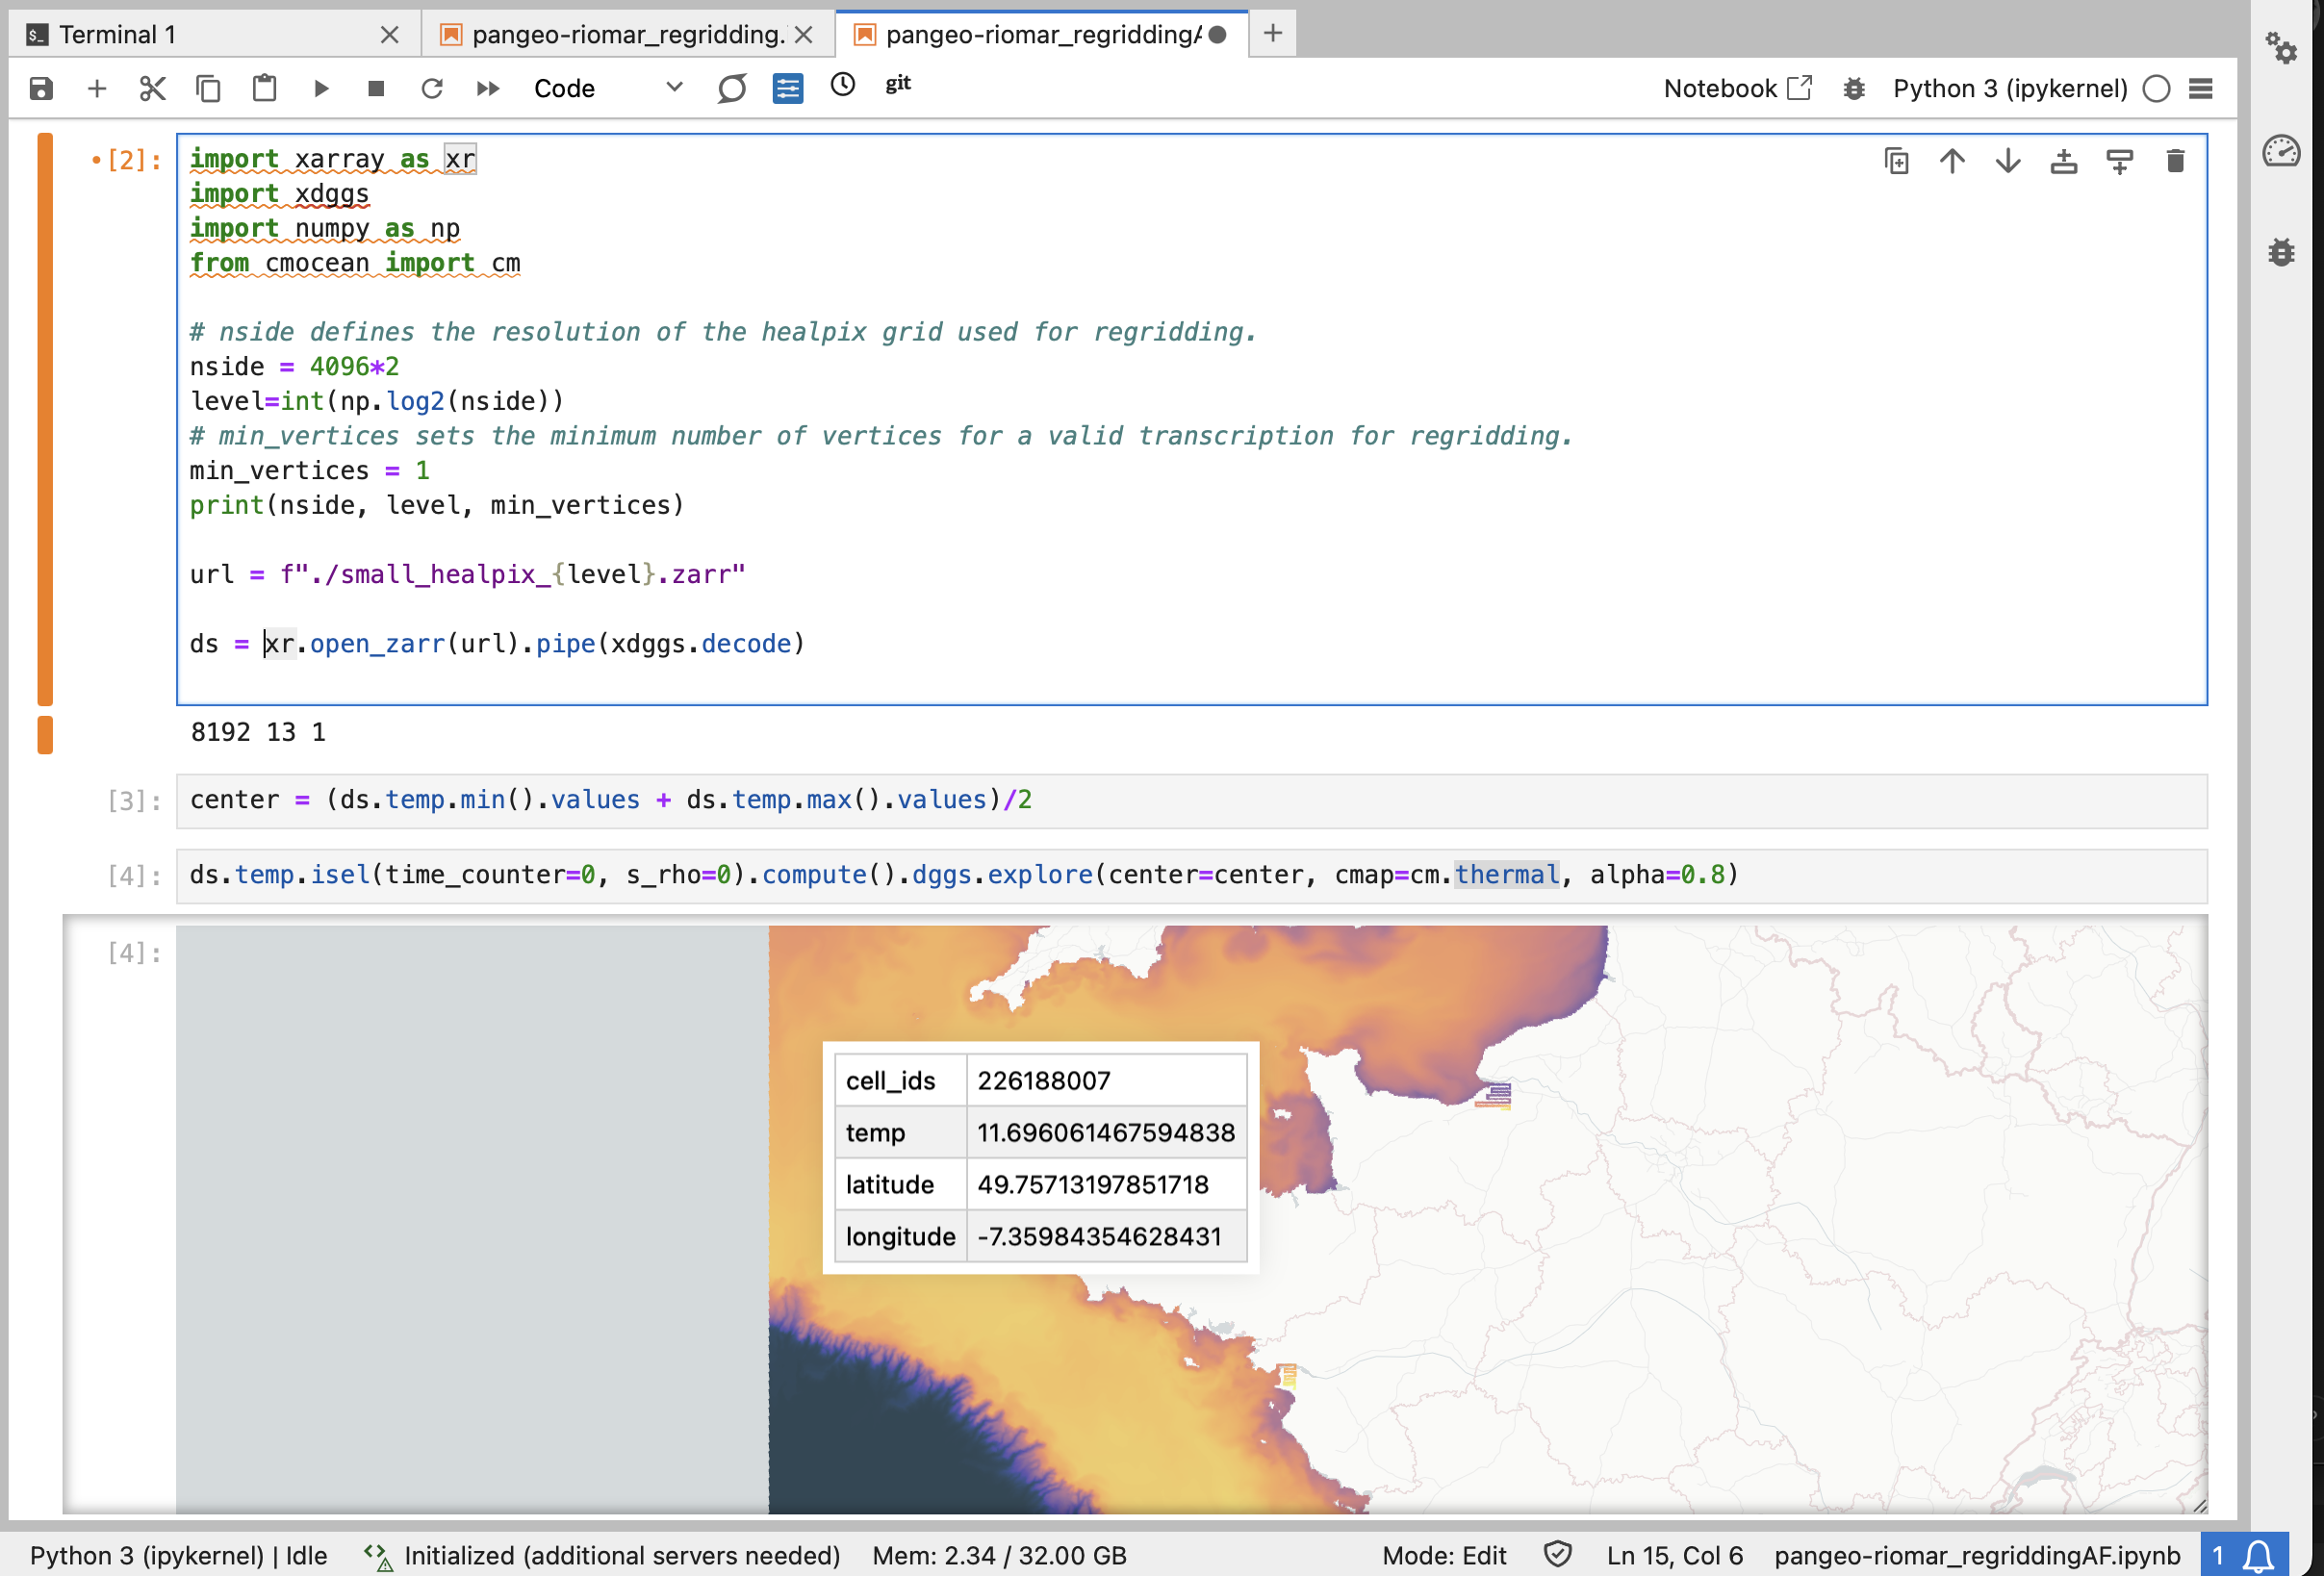 Terminal 1
pangeo-riomar_regridding.
pangeo-riomar_regriddingA
Code
git
Notebook
Python 3 (ipykernel)
[2]:
import xarray as xr
import xdggs
import numpy as np
from cmocean import cm
# nside defines the resolution of the healpix grid used for regridding.
nside = 4096*2
level=int(np.log2(nside))
# min_vertices sets the minimum number of vertices for a valid transcription for regridding.
min_vertices = 1
print(nside, level, min_vertices)
url = f"./small_healpix_{level}.zarr"
ds = xr.open_zarr(url).pipe(xdggs.decode)
8192 13 1
[3]:
center = (ds.temp.min().values + ds.temp.max().values)/2
[4]:
ds.temp.isel(time_counter=0, s_rho=0).compute().dggs.explore(center=center, cmap=cm.thermal, alpha=0.8)
[4]:
cell_ids 226188007
temp 11.696061467594838
latitude 49.75713197851718
longitude -7.35984354628431
Python 3 (ipykernel) | Idle
Initialized (additional servers needed)
Mem: 2.34 / 32.00 GB
Mode: Edit
Ln 15, Col 6
pangeo-riomar_regriddingAF.ipynb
1